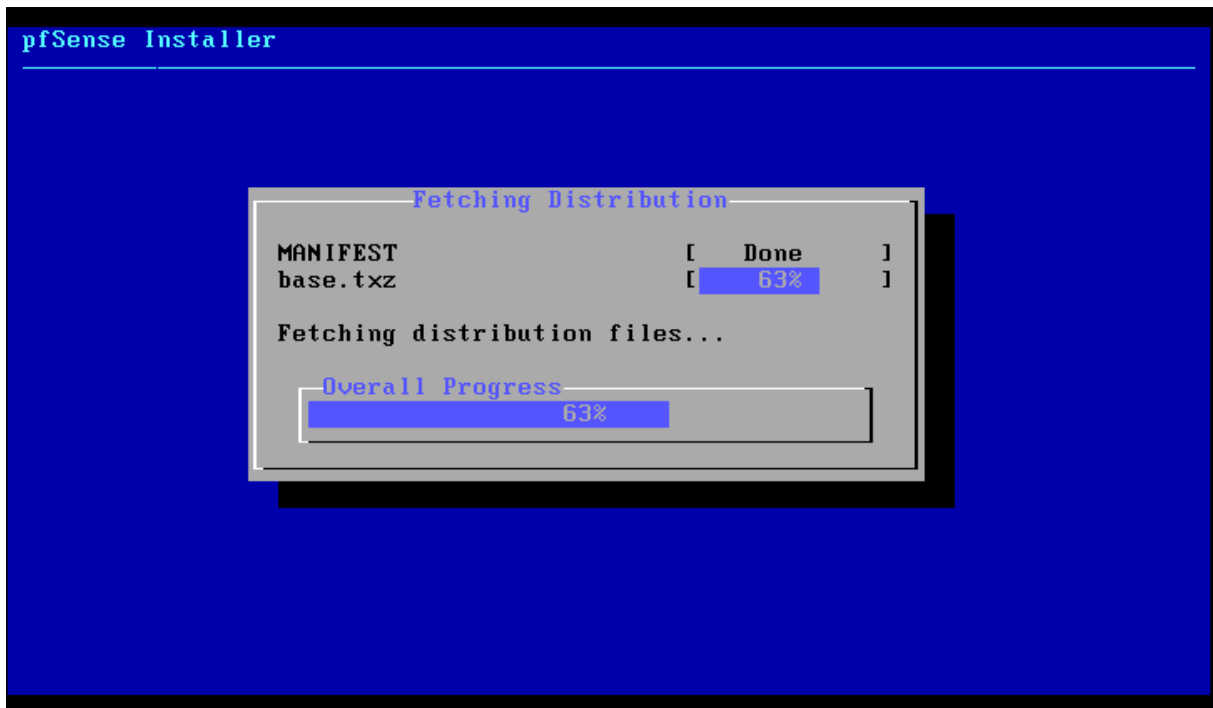 pfSense Installer
Fetching Distribution
MANIFEST [ Done ]
base.txz [ 63% ]
Fetching distribution files...
Overall Progress
63%